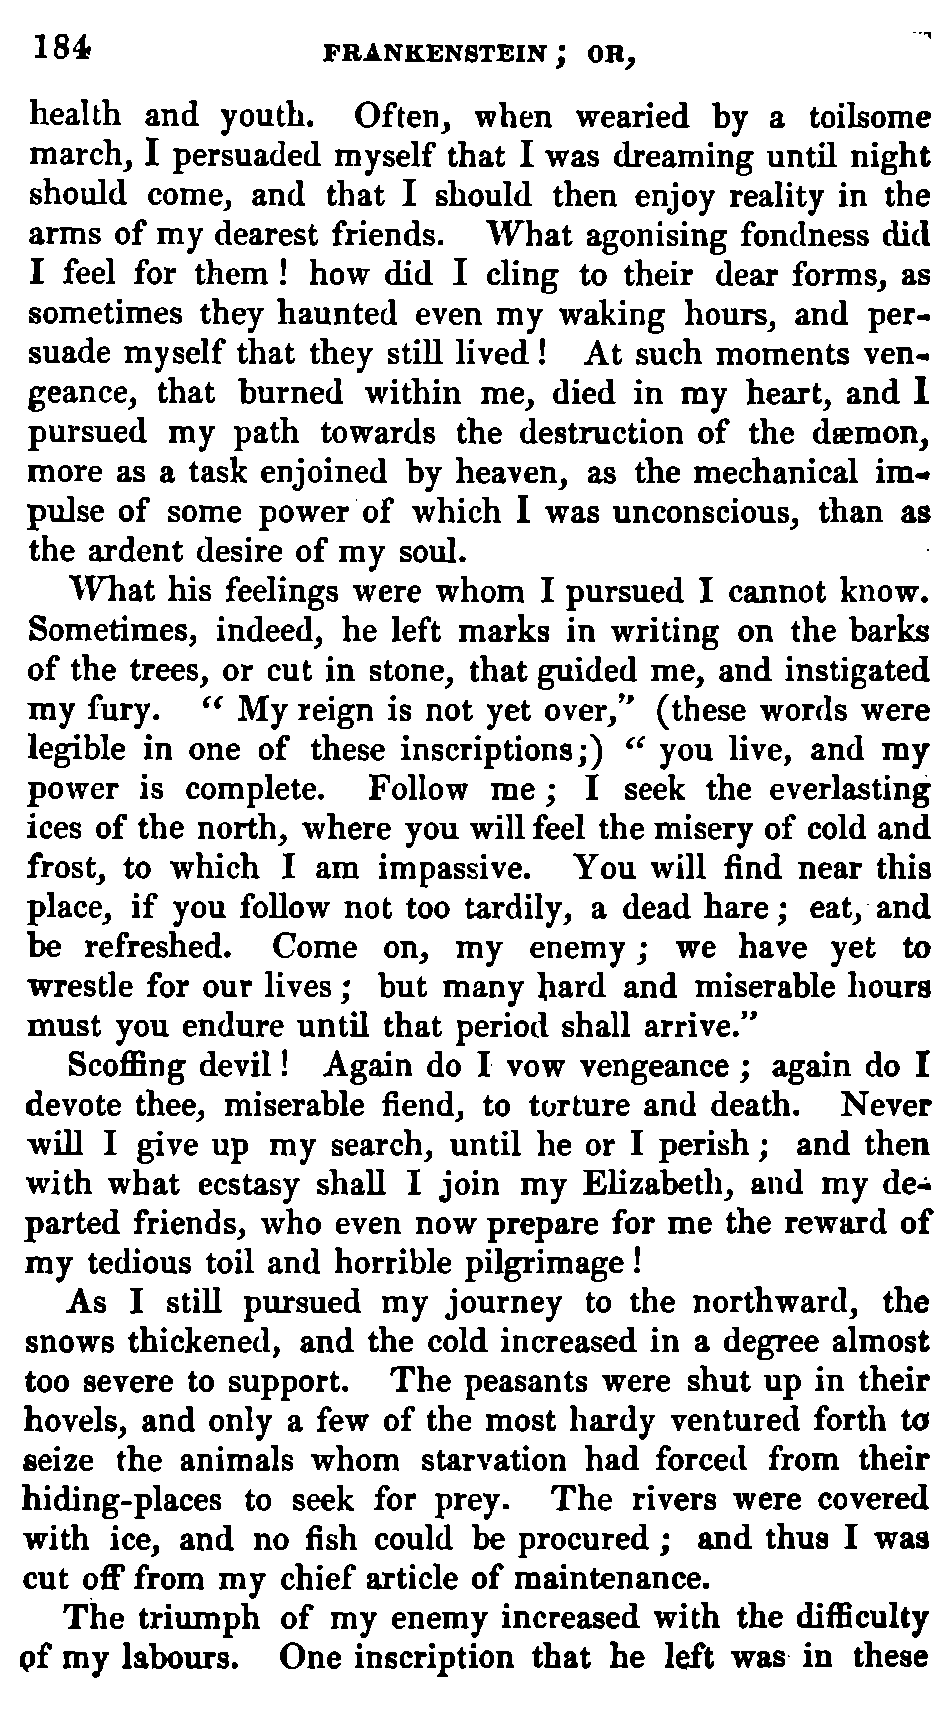 184 FRANKENSTEIN; OR,
health and youth. Often, when wearied by a toilsome
march, I persuaded myself that I was dreaming until night
should come, and that I should then enjoy reality in the
arms of my dearest friends. What agonising fondness did
I feel for them! how did I cling to their dear forms, as
sometimes they haunted even my waking hours, and per-
suade myself that they still lived! At such moments ven-
geance, that burned within me, died in my heart, and I
pursued my path towards the destruction of the dæmon,
more as a task enjoined by heaven, as the mechanical im-
pulse of some power of which I was unconscious, than as
the ardent desire of my soul.
What his feelings were whom I pursued I cannot know.
Sometimes, indeed, he left marks in writing on the barks
of the trees, or cut in stone, that guided me, and instigated
my fury. “ My reign is not yet over,” (these words were
legible in one of these inscriptions;) “ you live, and my
power is complete. Follow me; I seek the everlasting
ices of the north, where you will feel the misery of cold and
frost, to which I am impassive. You will find near this
place, if you follow not too tardily, a dead hare; eat, and
be refreshed. Come on, my enemy; we have yet to
wrestle for our lives; but many hard and miserable hours
must you endure until that period shall arrive.”
Scoffing devil! Again do I vow vengeance; again do I
devote thee, miserable fiend, to torture and death. Never
will I give up my search, until he or I perish; and then
with what ecstasy shall I join my Elizabeth, and my de-
parted friends, who even now prepare for me the reward of
my tedious toil and horrible pilgrimage!
As I still pursued my journey to the northward, the
snows thickened, and the cold increased in a degree almost
too severe to support. The peasants were shut up in their
hovels, and only a few of the most hardy ventured forth to
seize the animals whom starvation had forced from their
hiding-places to seek for prey. The rivers were covered
with ice, and no fish could be procured; and thus I was
cut off from my chief article of maintenance.
The triumph of my enemy increased with the difficulty
of my labours. One inscription that he left was in these